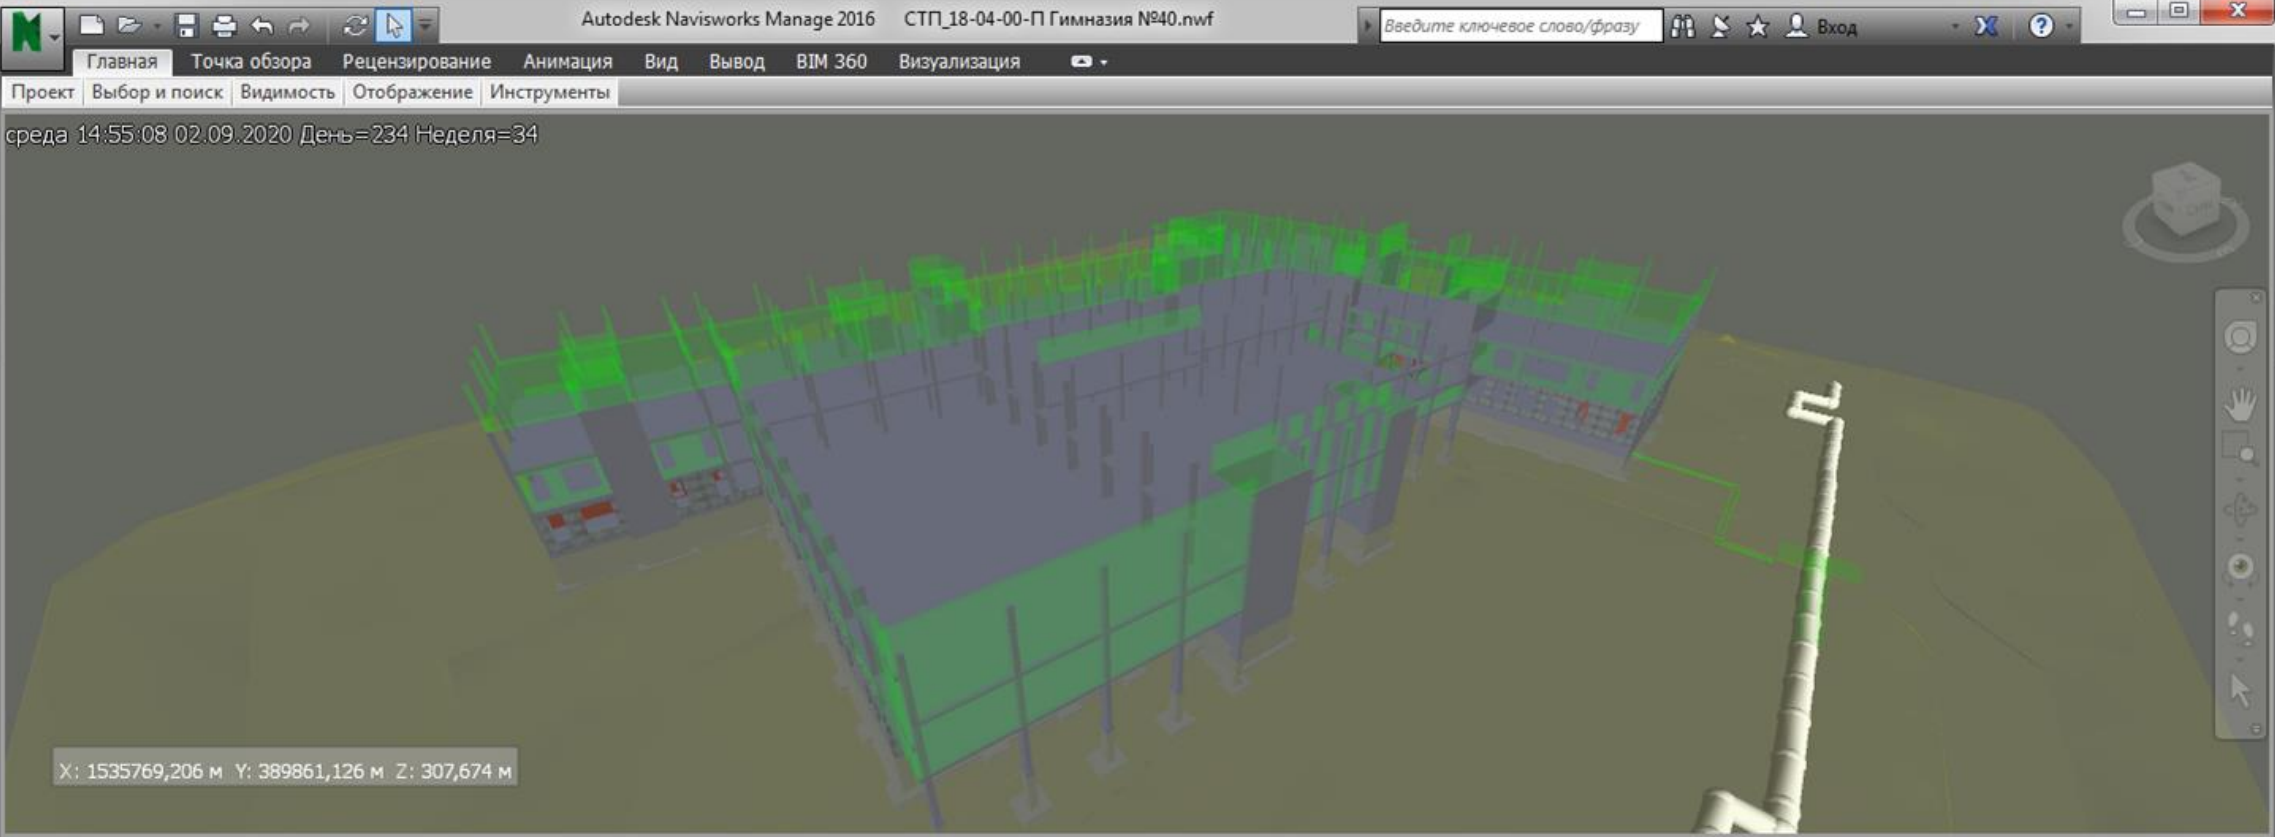 Autodesk Navisworks Manage 2016 СТП_18-04-00-П Гимназия №40.nwf
Введите ключевое слово/фразу
Вход
Главная Точка обзора Рецензирование Анимация Вид Вывод BIM 360 Визуализация
Проект Выбор и поиск Видимость Отображение Инструменты
среда 14:55:08 02.09.2020 День=234 Неделя=34
X: 1535769,206 м Y: 389861,126 м Z: 307,674 м